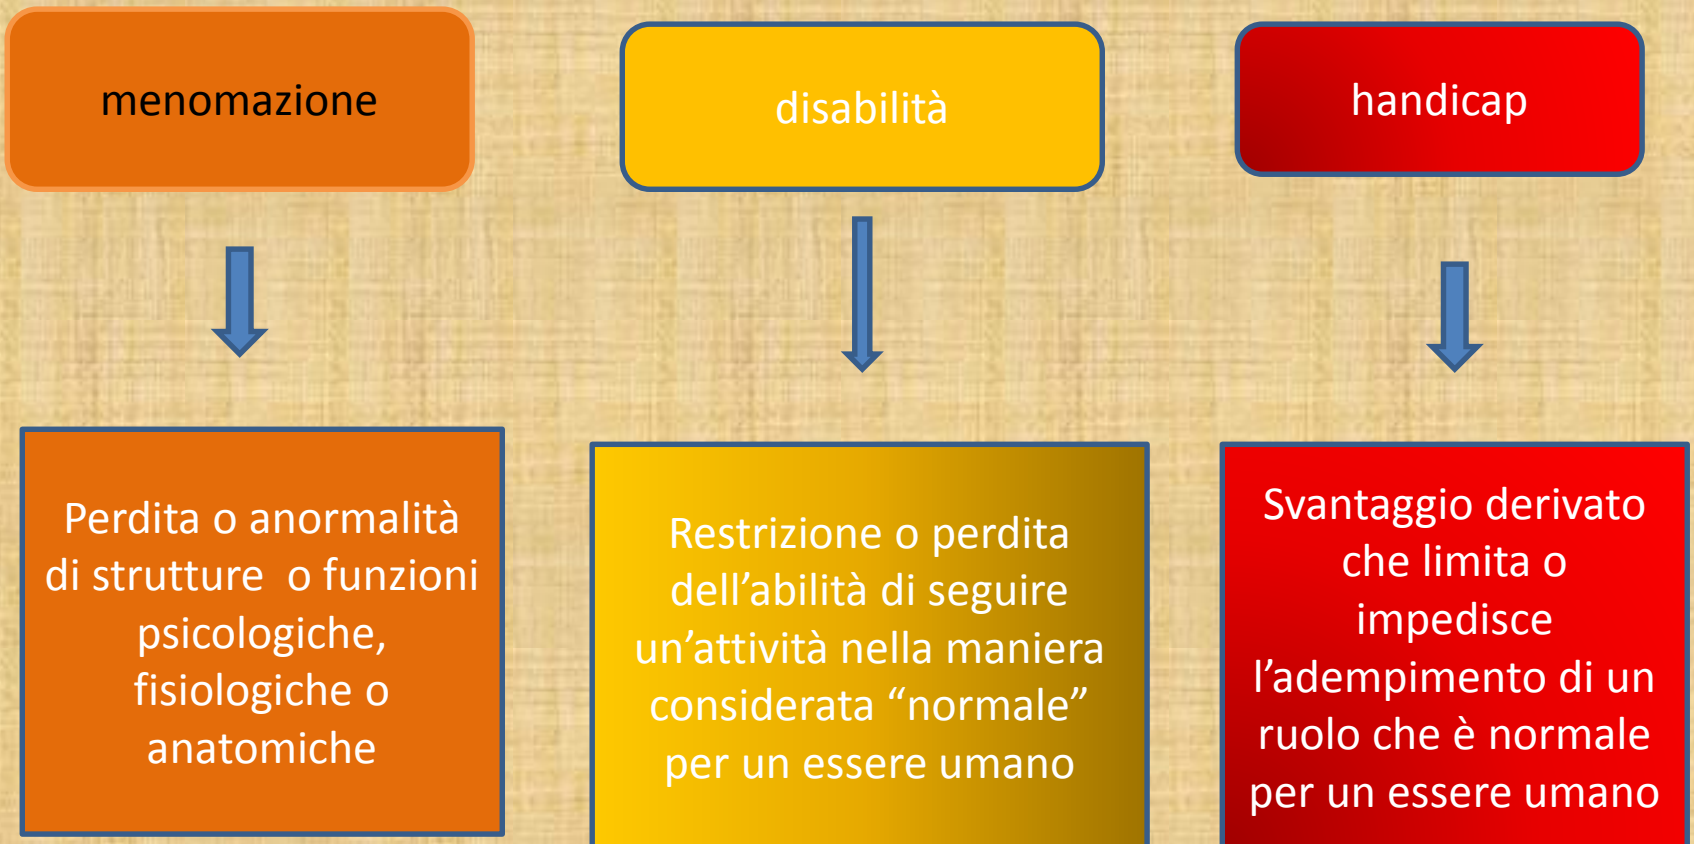 menomazione
disabilità
handicap
Perdita o anormalità
di strutture o funzioni
psicologiche,
fisiologiche o
anatomiche
Restrizione o perdita
dell’abilità di seguire
un’attività nella maniera
considerata “normale”
per un essere umano
Svantaggio derivato
che limita o
impedisce
l’adempimento di un
ruolo che è normale
per un essere umano